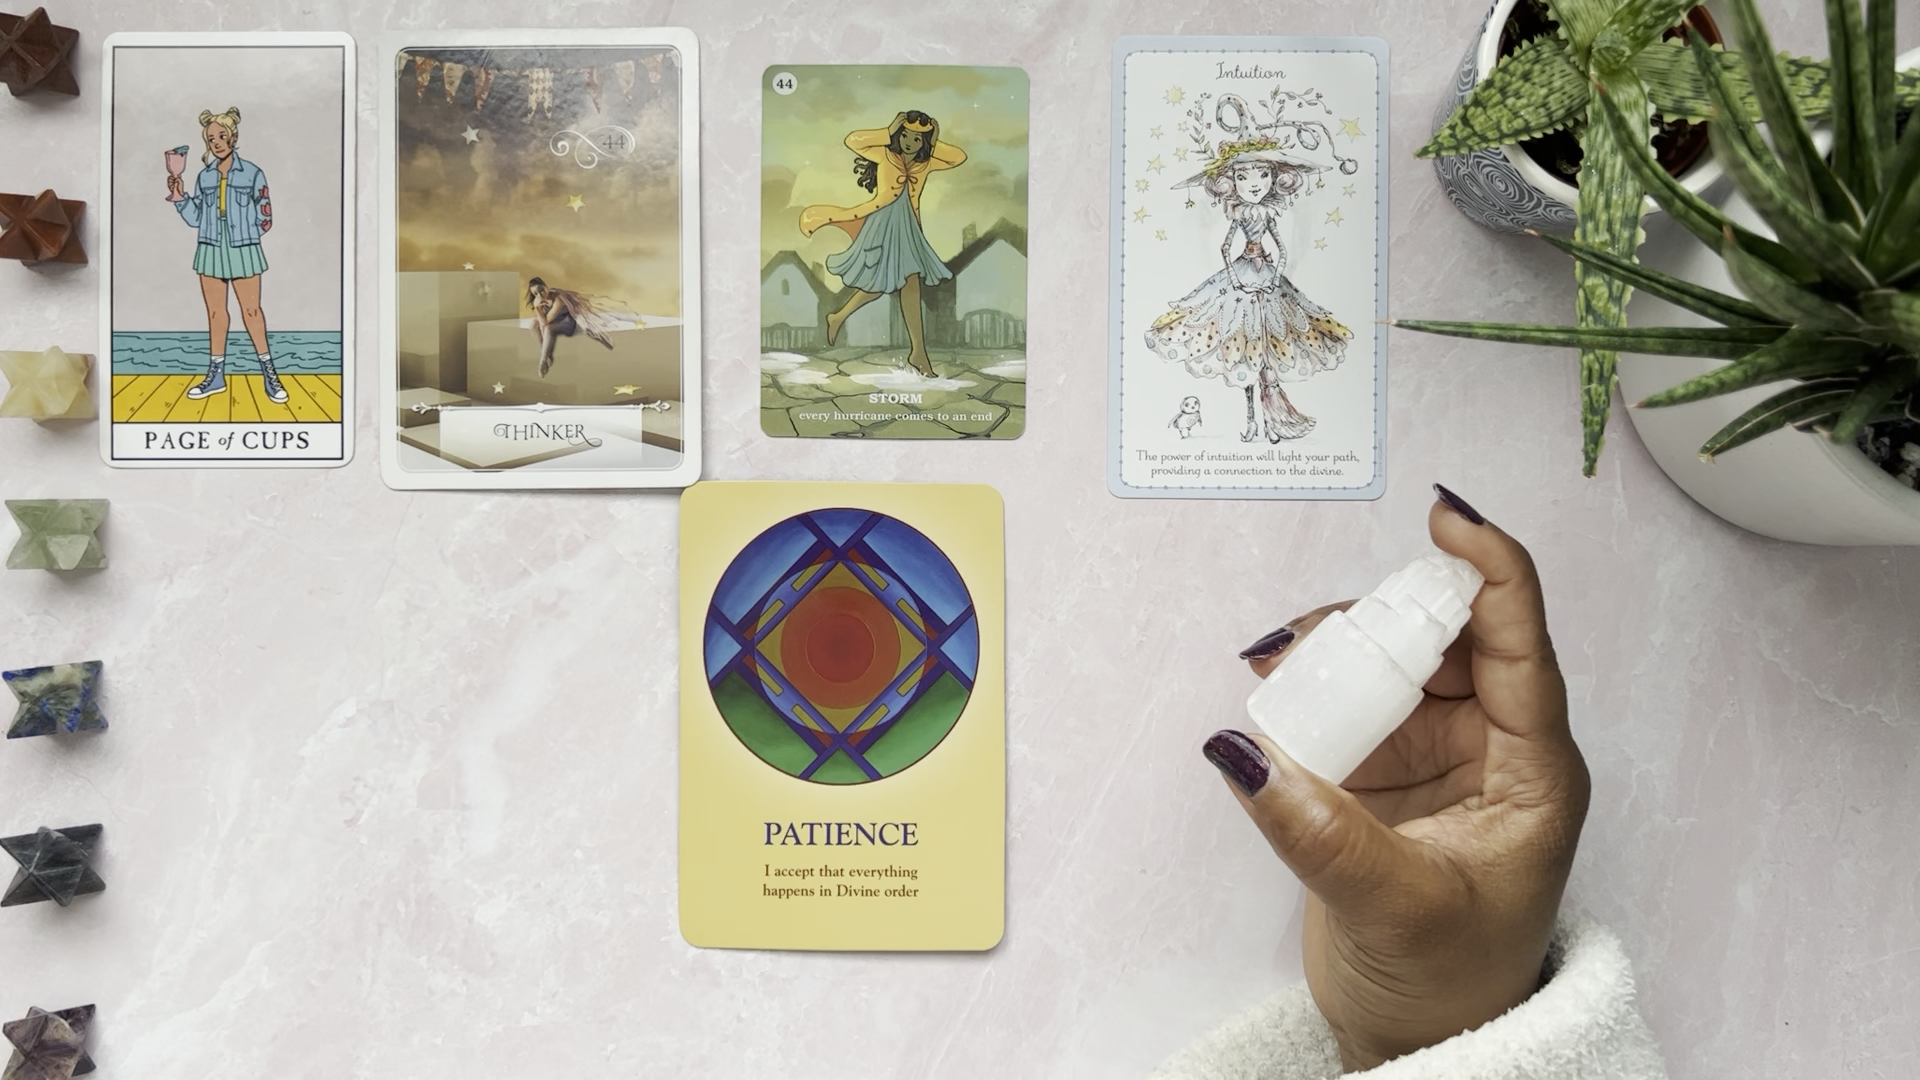 PAGE of CUPS
44
THINKER
44
STORM
every hurricane comes to an end
Intuition
The power of intuition will light your path,
providing a connection to the divine.
PATIENCE
I accept that everything
happens in Divine order